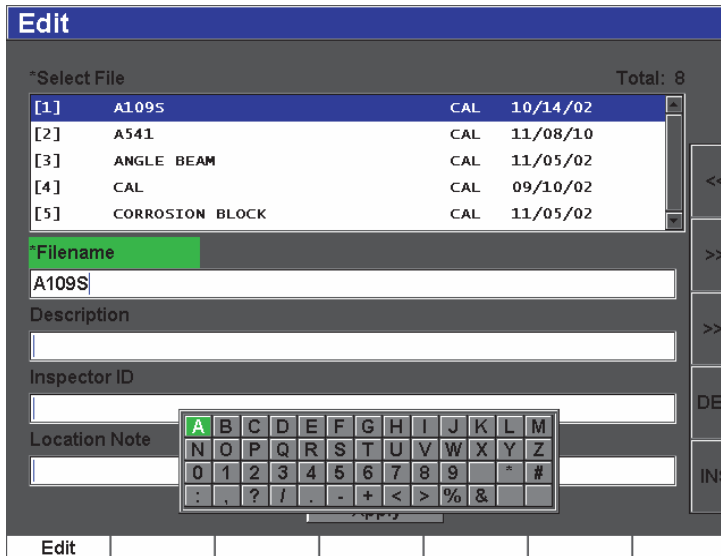 Edit
*Select File Total: 8
[1] A109S CAL 10/14/02
[2] A541 CAL 11/08/10
[3] ANGLE BEAM CAL 11/05/02
[4] CAL CAL 09/10/02
[5] CORROSION BLOCK CAL 11/05/02
<<
*Filename
>>
A109S
Description
>>
Inspector ID
DE
A B C D E F G H I J K L M
Location Note
N O P Q R S T U V W X Y Z
0 1 2 3 4 5 6 7 8 9 * #
INS
: , ? / . - + < > % &
Edit